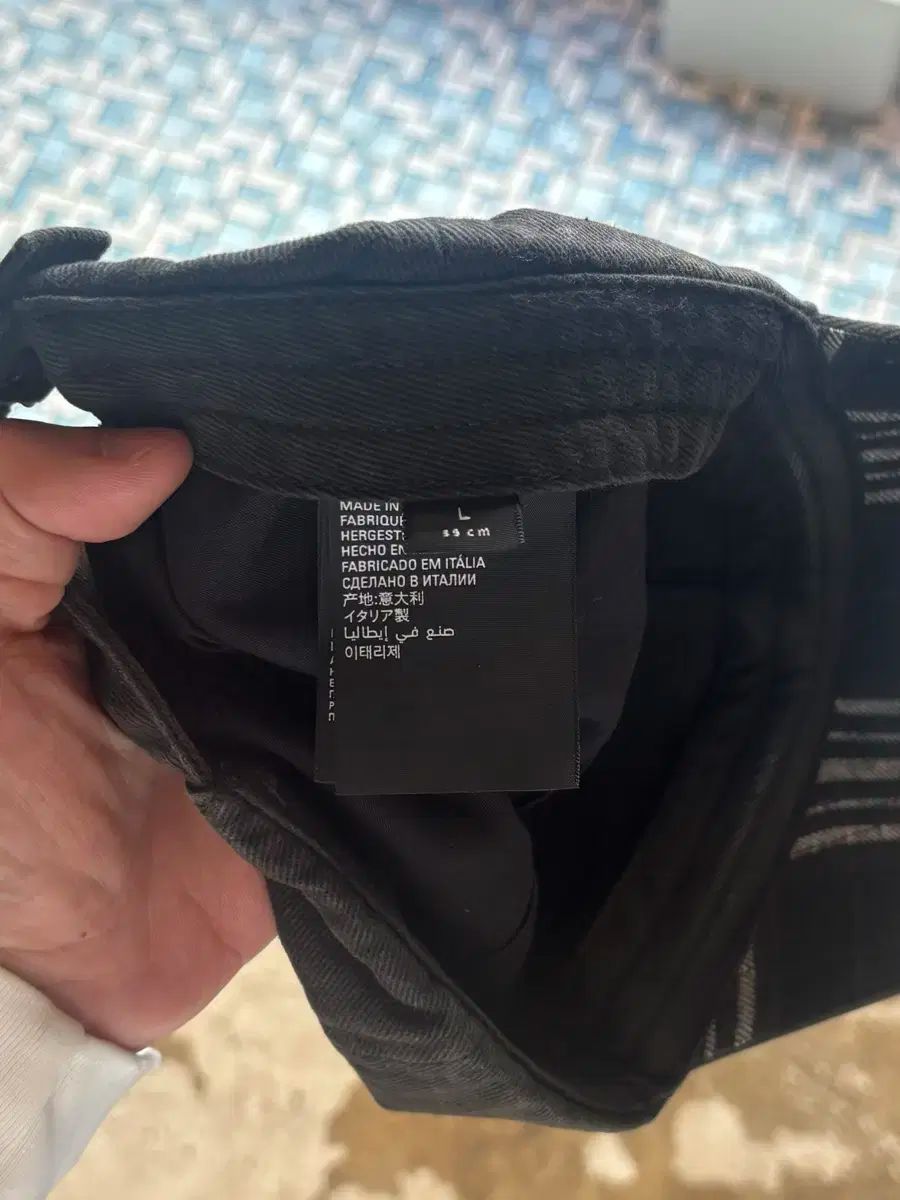 L
cm
MADE IN
FABRIQUÉ
HERGEST
HECHO EN
FABRICADO EM ITÁLIA
СДЕЛАНО В ИТАЛИИ
产地:意大利
イタリア製
صنع في إيطاليا
이태리제